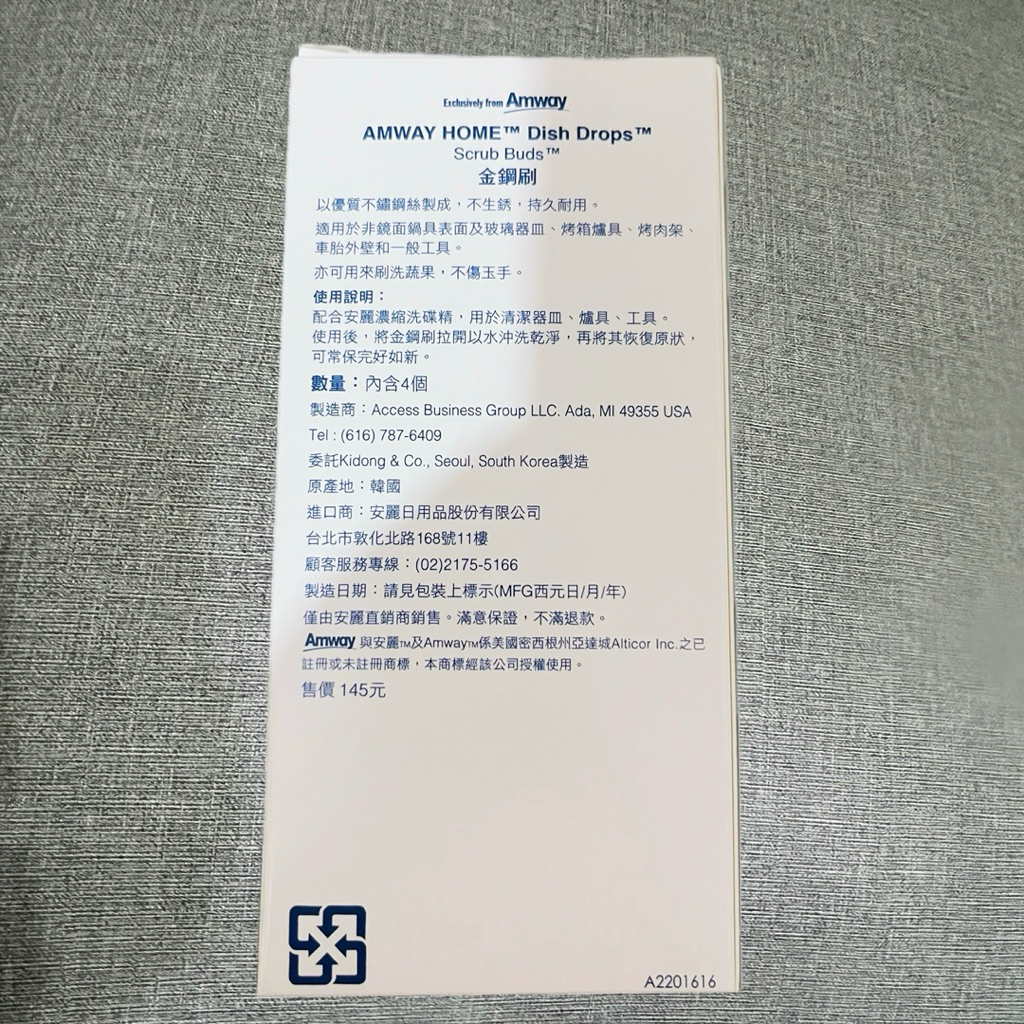 Exclusively from Amway
AMWAY HOME™ Dish Drops™
Scrub Buds™
金鋼刷
以優質不鏽鋼絲製成，不生銹，持久耐用。
適用於非鏡面鍋具表面及玻璃器皿、烤箱爐具、烤肉架、
車胎外壁和一般工具。
亦可用來刷洗蔬果，不傷玉手。
使用說明：
配合安麗濃縮洗碟精，用於清潔器皿、爐具、工具。
使用後，將金鋼刷拉開以水沖洗乾淨，再將其恢復原狀，
可常保完好如新。
數量：內含4個
製造商：Access Business Group LLC. Ada, MI 49355 USA
Tel : (616) 787-6409
委託Kidong & Co., Seoul, South Korea製造
原產地：韓國
進口商：安麗日用品股份有限公司
台北市敦化北路168號11樓
顧客服務專線：(02)2175-5166
製造日期：請見包裝上標示(MFG西元日/月/年)
僅由安麗直銷商銷售。滿意保證，不滿退款。
Amway 與安麗™及Amway™係美國密西根州亞達城Alticor Inc.之已
註冊或未註冊商標，本商標經該公司授權使用。
售價 145元
A2201616